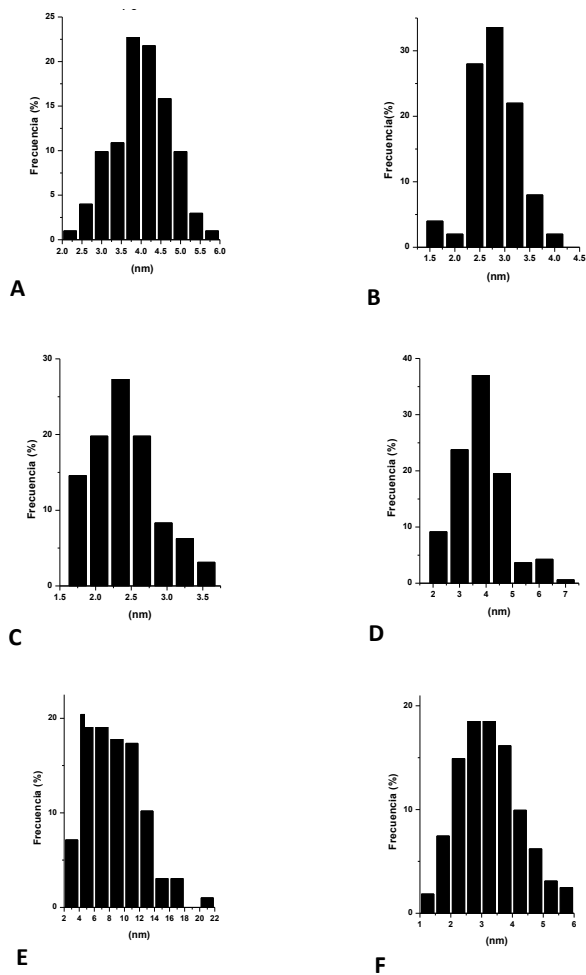 25
20
15
10
5
0
Frecuencia (%)
2.0 2.5 3.0 3.5 4.0 4.5 5.0 5.5 6.0
(nm)
A
30
20
10
0
Frecuencia(%)
1.5 2.0 2.5 3.0 3.5 4.0 4.5
(nm)
B
30
20
10
0
Frecuencia (%)
1.5 2.0 2.5 3.0 3.5
(nm)
C
40
30
20
10
0
Frecuencia (%)
2 3 4 5 6 7
(nm)
D
20
10
0
Frecuencia (%)
2 4 6 8 10 12 14 16 18 20 22
(nm)
E
20
10
0
Frecuencia (%)
1 2 3 4 5 6
(nm)
F